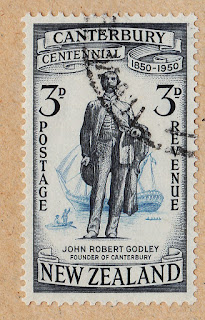 CANTERBURY
CENTENNIAL
1850-1950
3D
3D
POSTAGE
REVENUE
JOHN ROBERT GODLEY
FOUNDER OF CANTERBURY
NEW ZEALAND